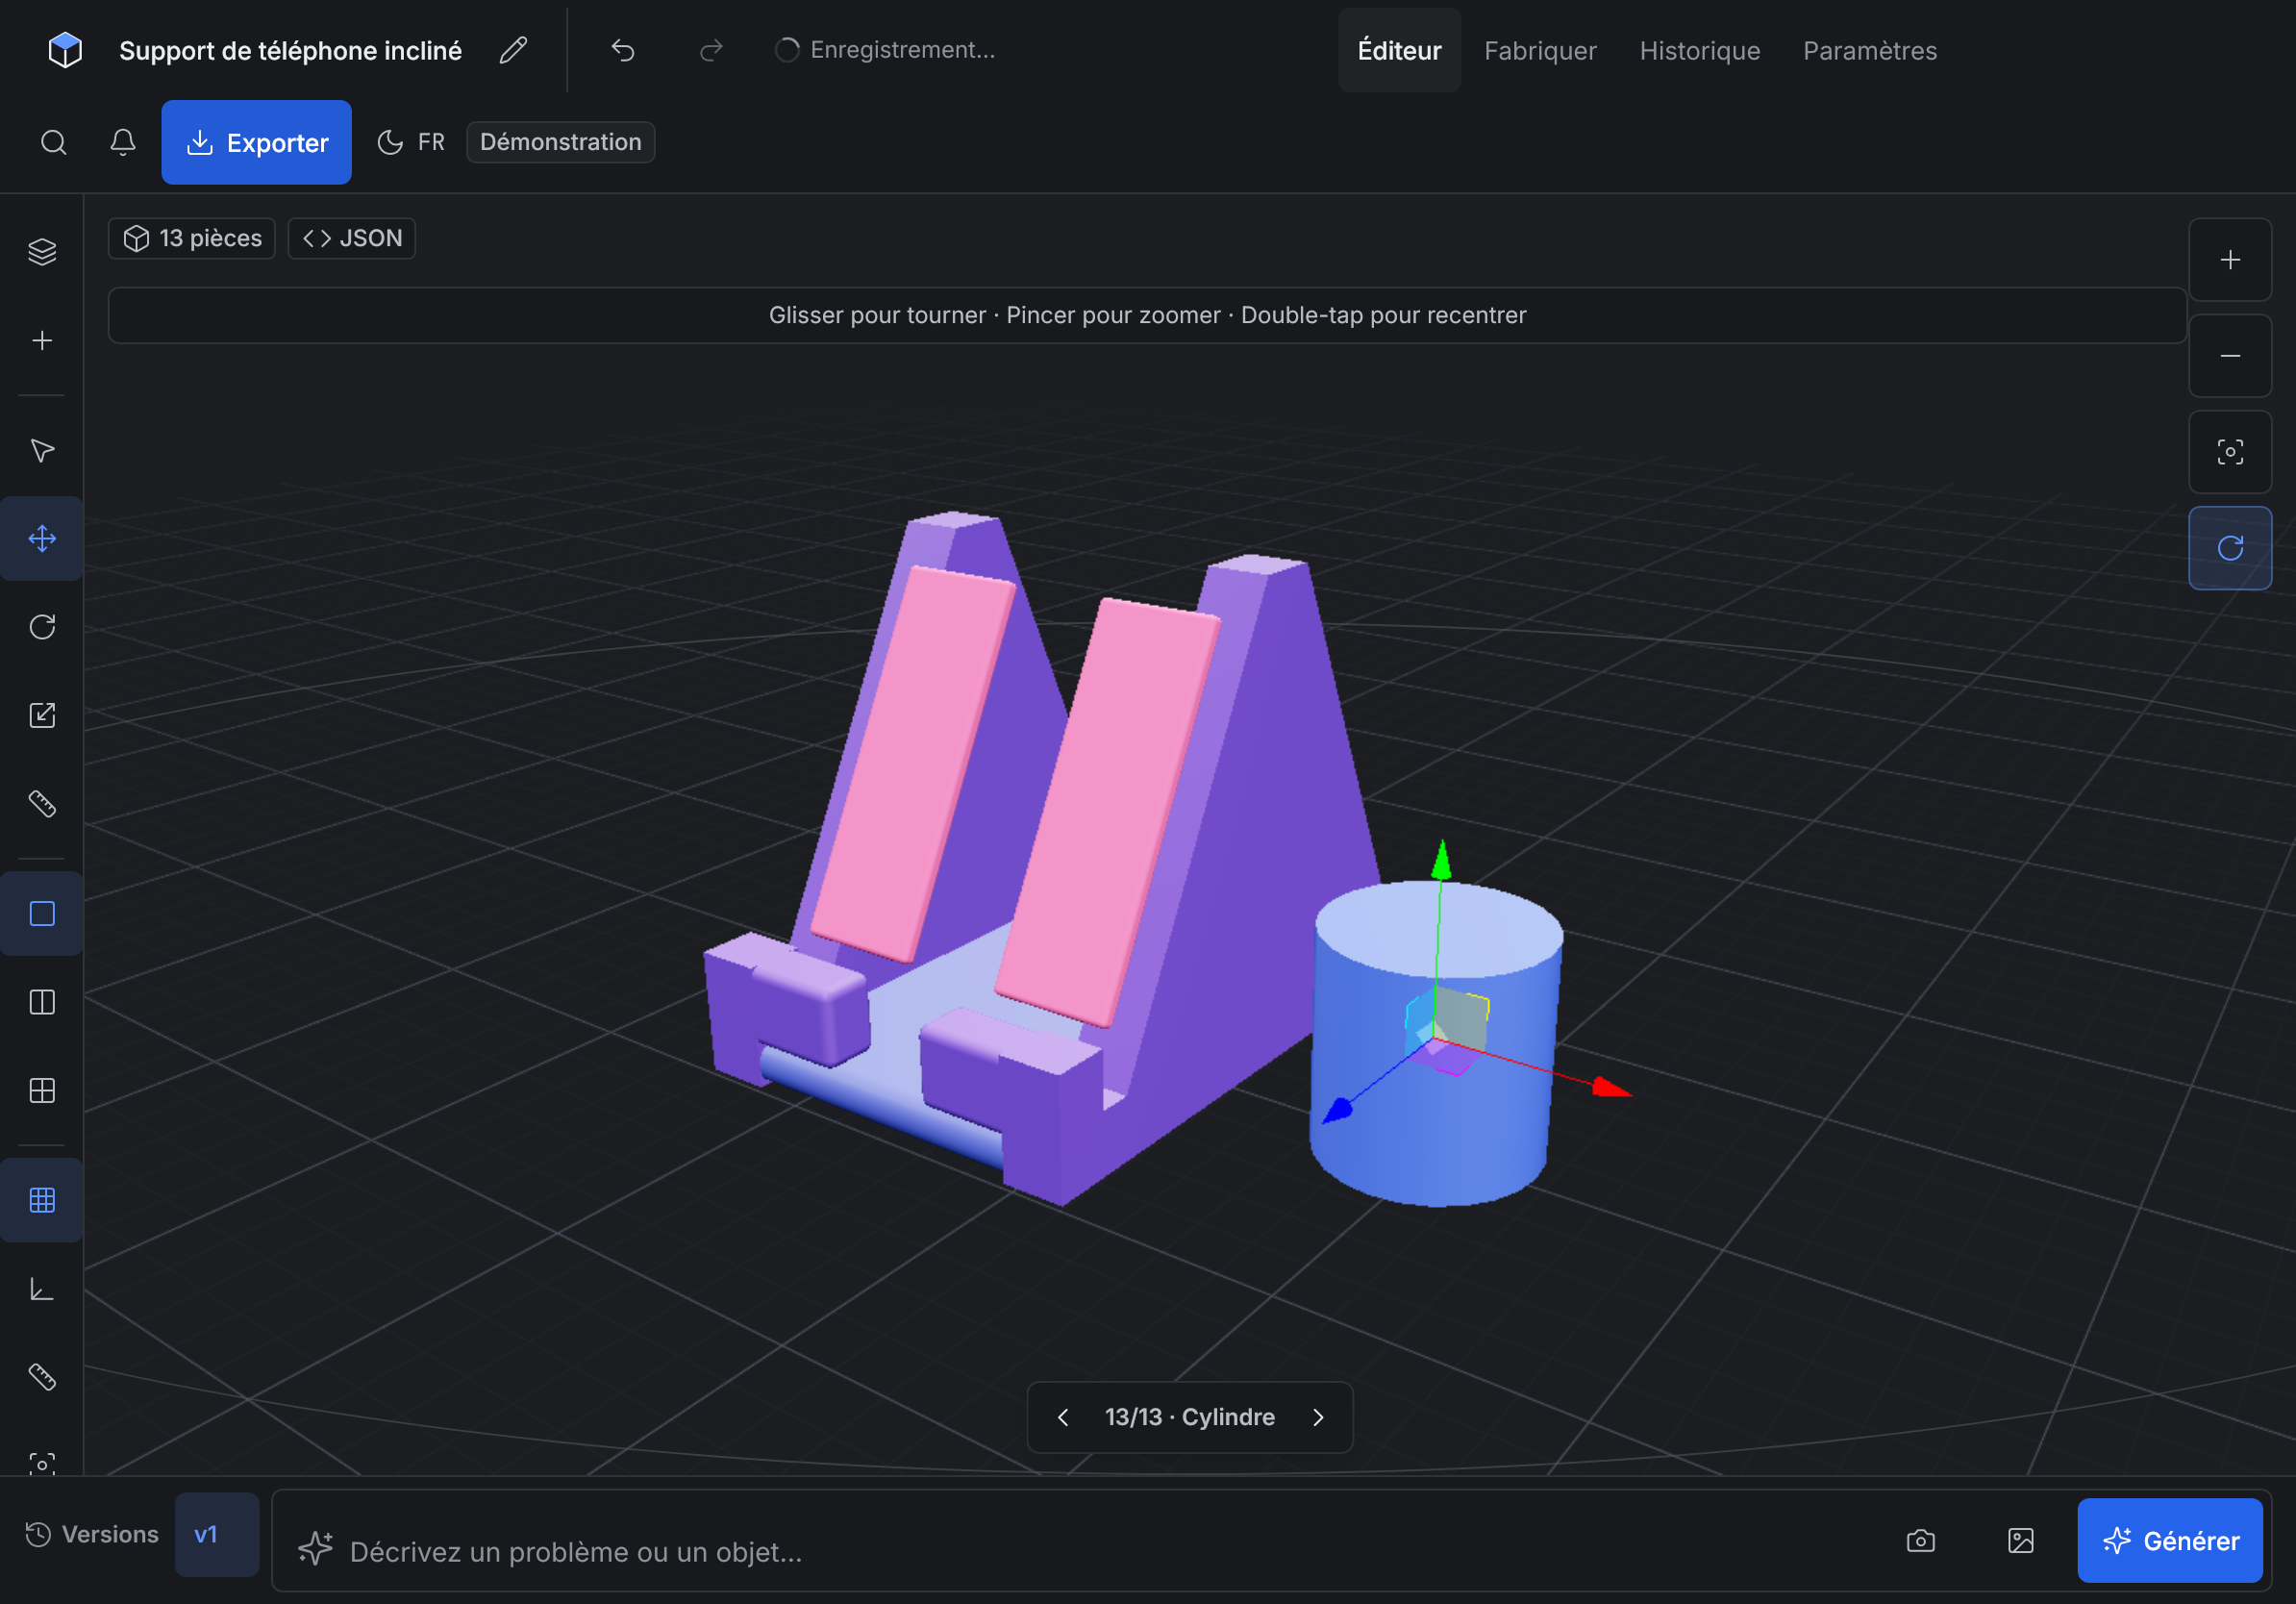 Support de téléphone incliné
Enregistrement...
Éditeur
Fabriquer
Historique
Paramètres
Exporter
FR
Démonstration
13 pièces
JSON
Glisser pour tourner · Pincer pour zoomer · Double-tap pour recentrer
13/13 · Cylindre
Versions
v1
Décrivez un problème ou un objet...
Générer